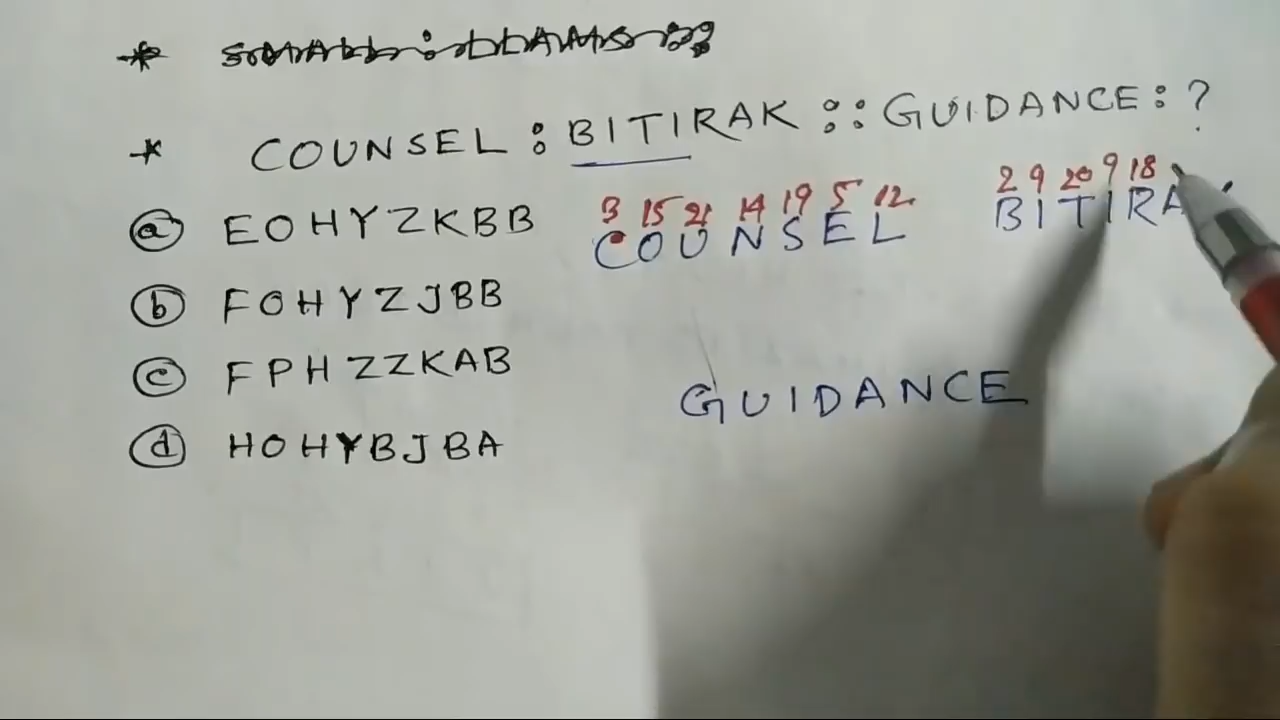 * COUNSEL : BITIRAK :: GUIDANCE : ?
(a) EOHYZKBB
(b) FOHYZJBB
(c) FPHZZKAB
(d) HOHYBJBA
3 15 21 14 19 5 12
COUNSEL
2 9 20 9 18
BITIRA
GUIDANCE